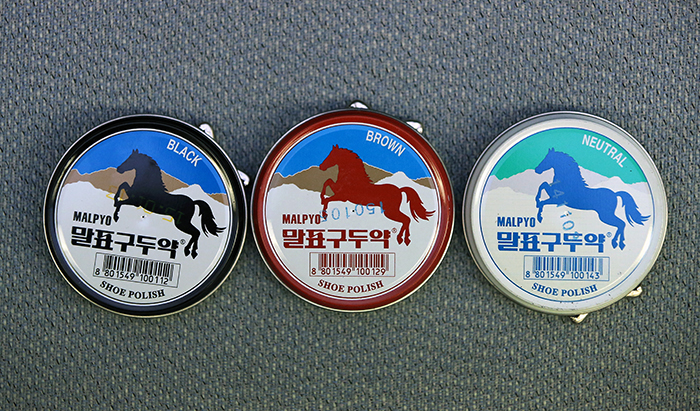 BLACK
MALPYO
말표구두약®
8 801549 100112
SHOE POLISH
BROWN
MALPYO
말표구두약®
8 801549 100129
SHOE POLISH
NEUTRAL
MALPYO
말표구두약®
8 801549 100143
SHOE POLISH